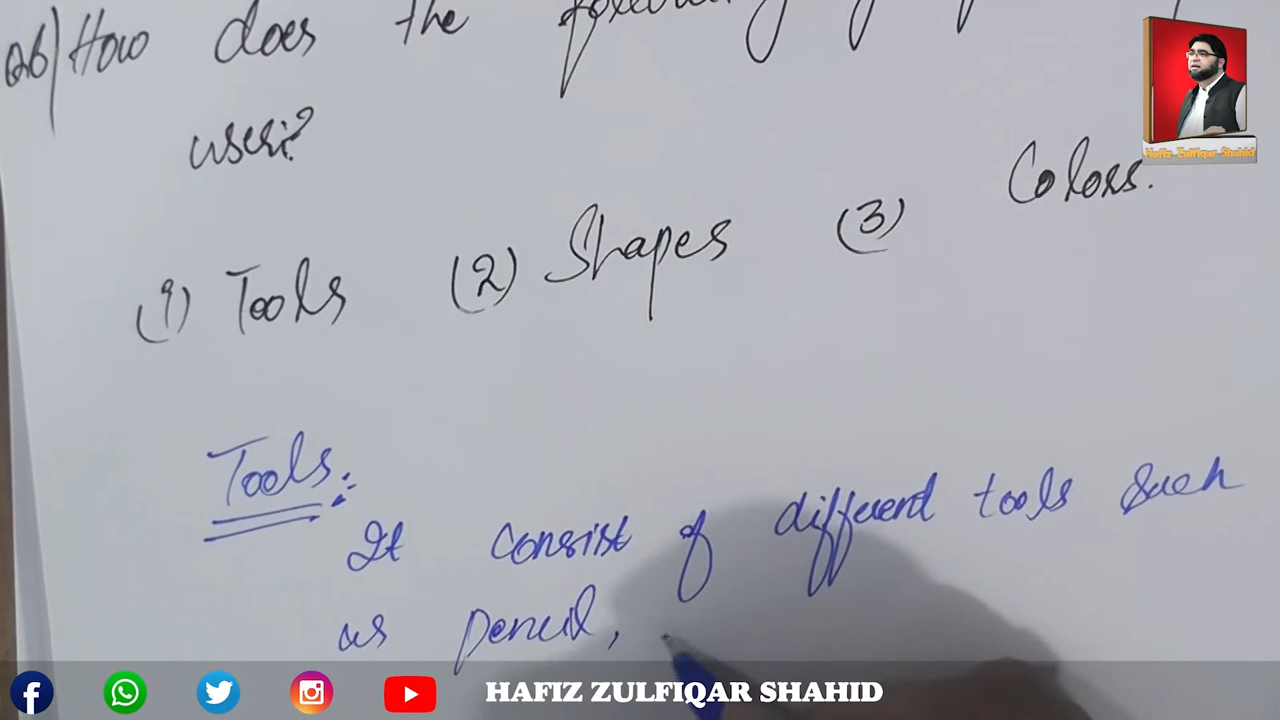 Q6) How does the following
user?
(1) Tools (2) Shapes (3) Colors.
Tools:
It consist of different tools such
as pencil,
Hafiz Zulfiqar Shahid
HAFIZ ZULFIQAR SHAHID